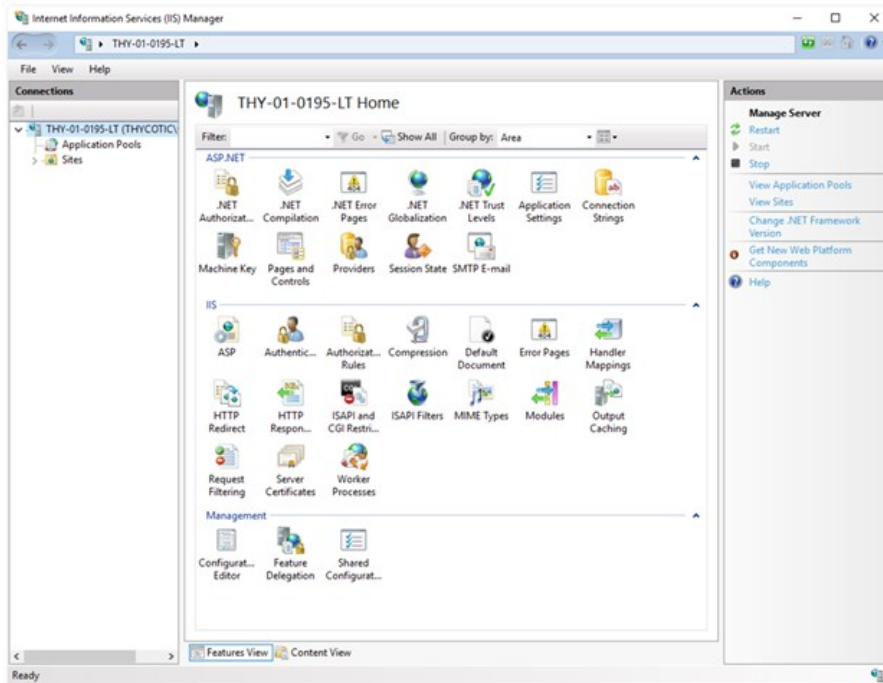 Internet Information Services (IIS) Manager
THY-01-0195-LT
File View Help
Connections
THY-01-0195-LT (THYCOTIC\
Application Pools
Sites
THY-01-0195-LT Home
Filter: Go Show All Group by: Area
ASP.NET
.NET Authorizat...
.NET Compilation
.NET Error Pages
.NET Globalization
.NET Trust Levels
Application Settings
Connection Strings
Machine Key
Pages and Controls
Providers
Session State
SMTP E-mail
IIS
ASP
Authentic...
Authorizat... Rules
Compression
Default Document
Error Pages
Handler Mappings
HTTP Redirect
HTTP Respon...
ISAPI and CGI Restri...
ISAPI Filters
MIME Types
Modules
Output Caching
Request Filtering
Server Certificates
Worker Processes
Management
Configurat... Editor
Feature Delegation
Shared Configurat...
Features View Content View
Ready
Actions
Manage Server
Restart
Start
Stop
View Application Pools
View Sites
Change .NET Framework
Version
Get New Web Platform
Components
Help